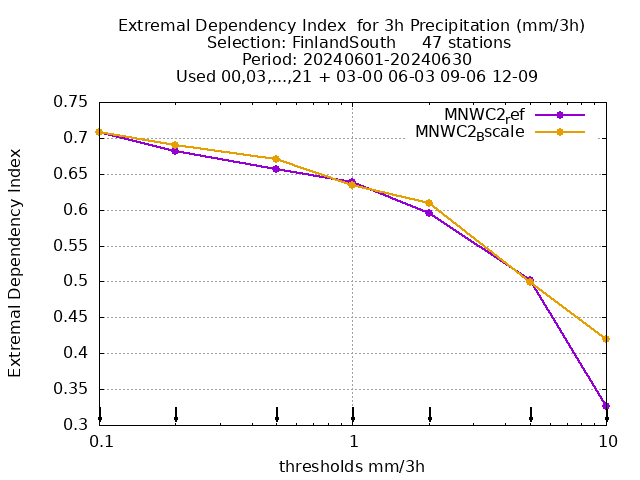 Extremal Dependency Index  for 3h Precipitation (mm/3h)
Selection: FinlandSouth     47 stations
Period: 20240601-20240630
Used 00,03,...,21 + 03-00 06-03 09-06 12-09
MNWC2ref
MNWC2Bscale
0.75
0.7
0.65
0.6
0.55
0.5
0.45
0.4
0.35
0.3
Extremal Dependency Index
0.1 1 10
thresholds mm/3h